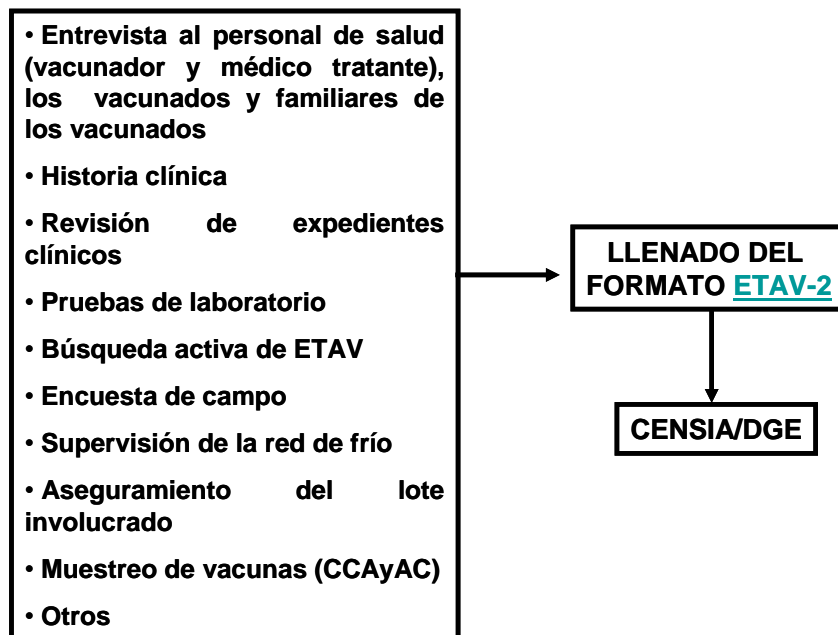 • Entrevista al personal de salud
(vacunador y médico tratante),
los vacunados y familiares de
los vacunados
• Historia clínica
• Revisión de expedientes
clínicos
• Pruebas de laboratorio
• Búsqueda activa de ETAV
• Encuesta de campo
• Supervisión de la red de frío
• Aseguramiento del lote
involucrado
• Muestreo de vacunas (CCAyAC)
• Otros
LLENADO DEL
FORMATO ETAV-2
CENSIA/DGE